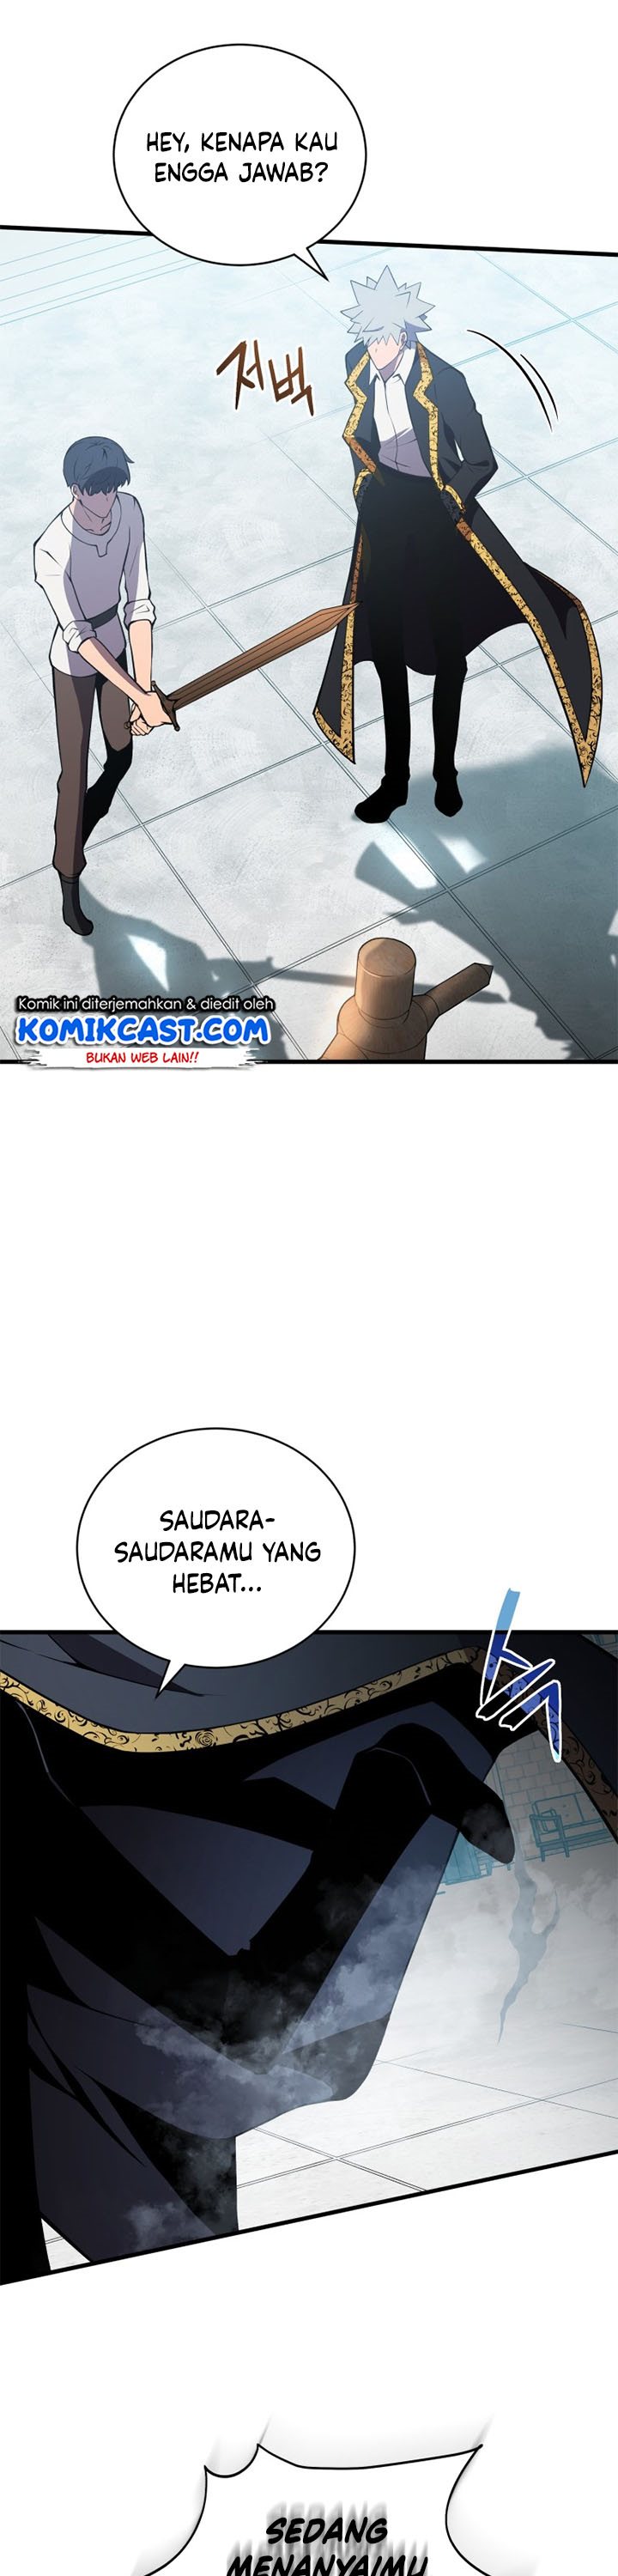 HEY, KENAPA KAU
ENGGA JAWAB?
저벅
Komik ini diterjemahkan & diedit oleh
KOMIKCAST.COM
BUKAN WEB LAIN!!
SAUDARA-
SAUDARAMU YANG
HEBAT...
SEDANG
MENANYAIMU